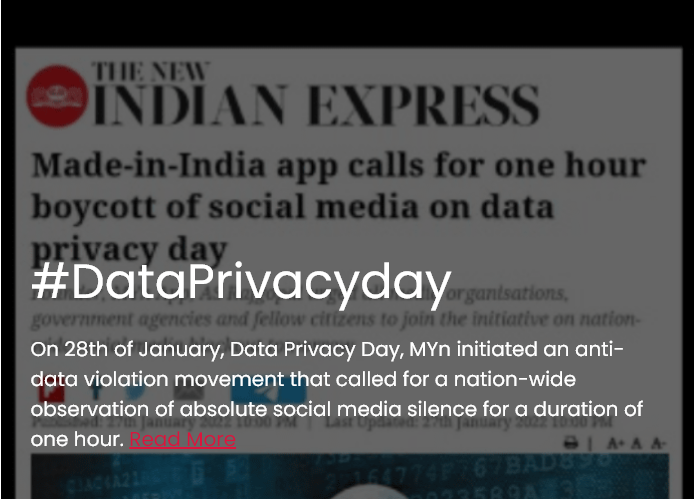 THE NEW
INDIAN EXPRESS
Made-in-India app calls for one hour
boycott of social media on data
privacy day
#DataPrivacyday
organisations,
government agencies and fellow citizens to join the initiative on nation-
On 28th of January, Data Privacy Day, MYn initiated an anti-
data violation movement that called for a nation-wide
observation of absolute social media silence for a duration of
one hour. Read More
Published: 27th January 2022 10:00 PM | Last Updated: 27th January 2022 10:00 PM
A+ A A-